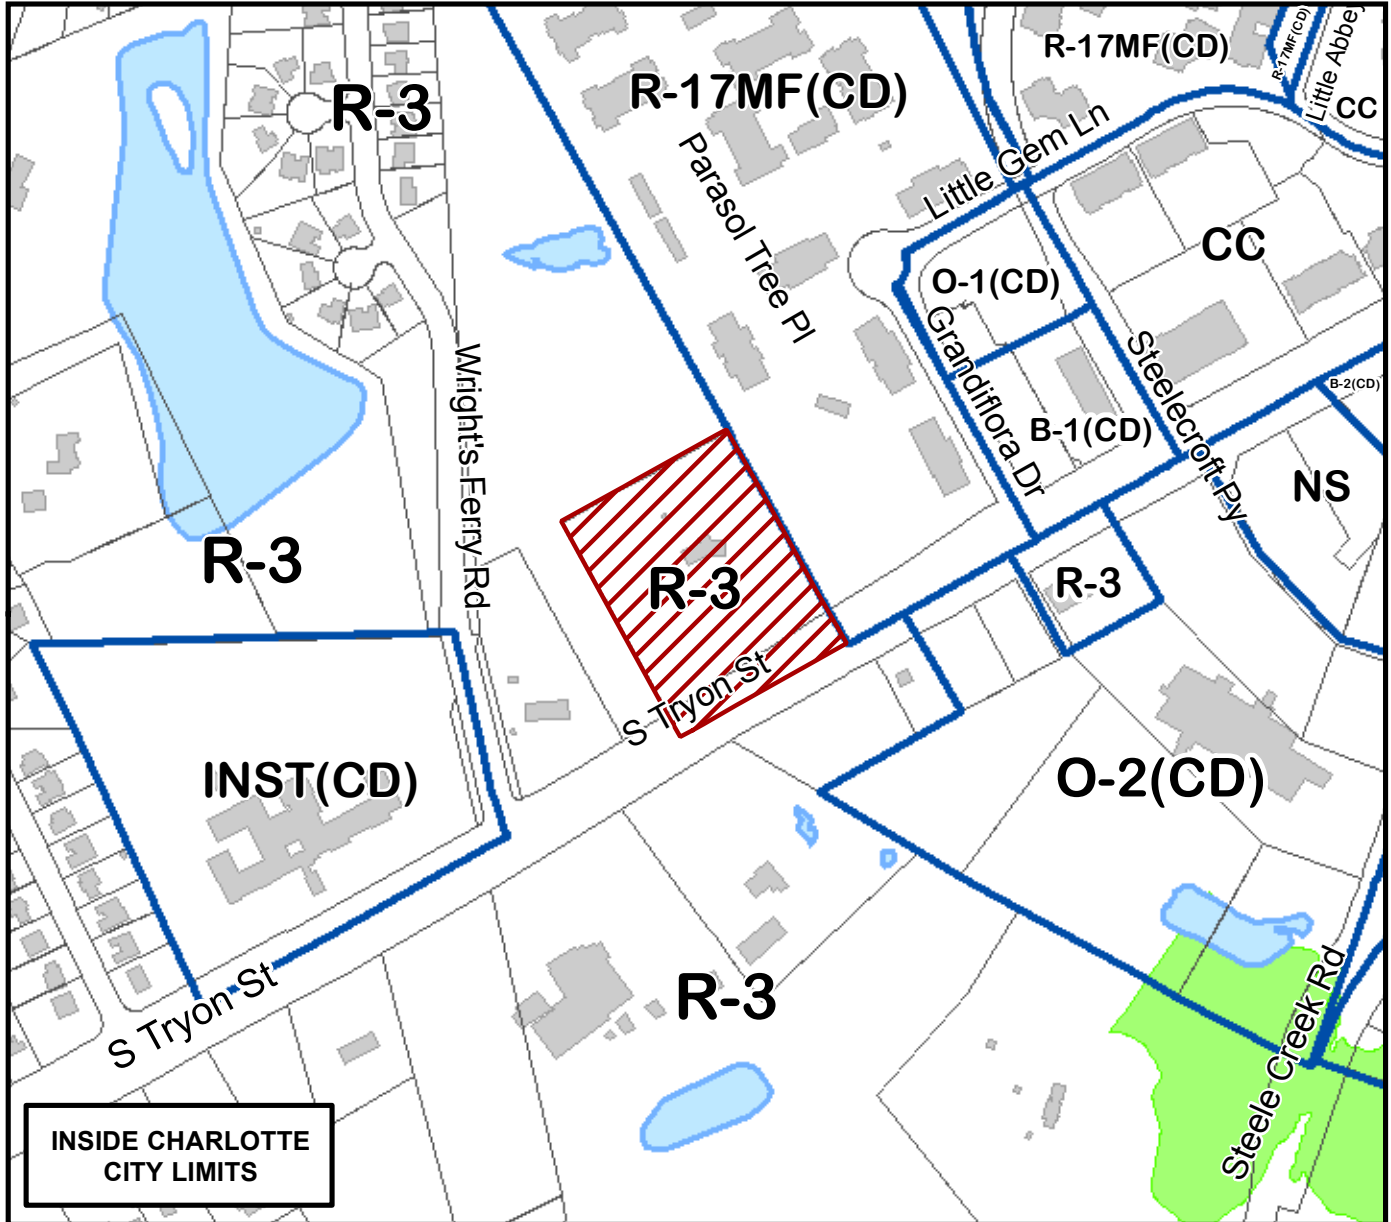 R-17MF(CD)
R-17MF(CD)
Little Abbey
CC
R-3
R-17MF(CD)
Parasol Tree Pl
Little Gem Ln
CC
O-1(CD)
Grandiflora Dr
Steelecroft Py
B-2(CD)
Wright's Ferry Rd
B-1(CD)
NS
R-3
R-3
R-3
S Tryon St
INST(CD)
O-2(CD)
R-3
S Tryon St
Steele Creek Rd
INSIDE CHARLOTTE
CITY LIMITS